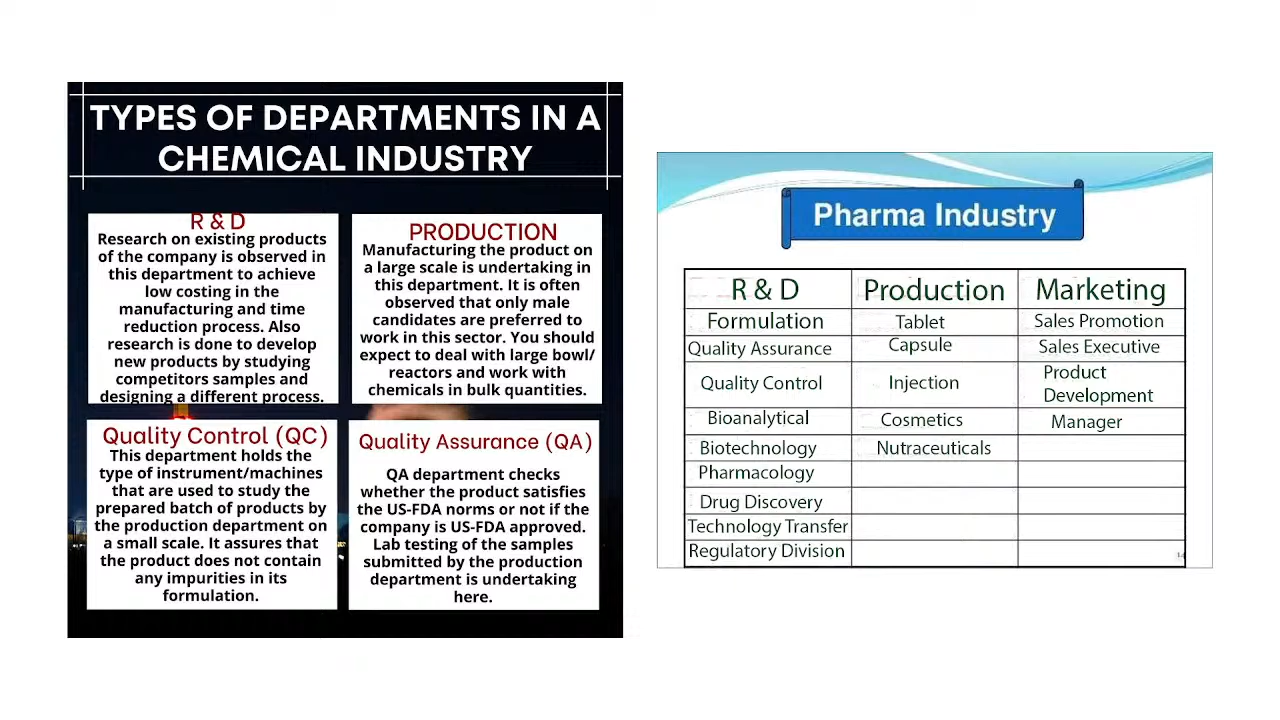 TYPES OF DEPARTMENTS IN A
CHEMICAL INDUSTRY
R & D
Research on existing products
of the company is observed in
this department to achieve
low costing in the
manufacturing and time
reduction process. Also
research is done to develop
new products by studying
competitors samples and
designing a different process.
PRODUCTION
Manufacturing the product on
a large scale is undertaking in
this department. It is often
observed that only male
candidates are preferred to
work in this sector. You should
expect to deal with large bowl/
reactors and work with
chemicals in bulk quantities.
Quality Control (QC)
This department holds the
type of instrument/machines
that are used to study the
prepared batch of products by
the production department on
a small scale. It assures that
the product does not contain
any impurities in its
formulation.
Quality Assurance (QA)
QA department checks
whether the product satisfies
the US-FDA norms or not if the
company is US-FDA approved.
Lab testing of the samples
submitted by the production
department is undertaking
here.
Pharma Industry
R & D Production Marketing
Formulation Tablet Sales Promotion
Quality Assurance Capsule Sales Executive
Quality Control Injection Product
Development
Bioanalytical Cosmetics Manager
Biotechnology Nutraceuticals
Pharmacology
Drug Discovery
Technology Transfer
Regulatory Division